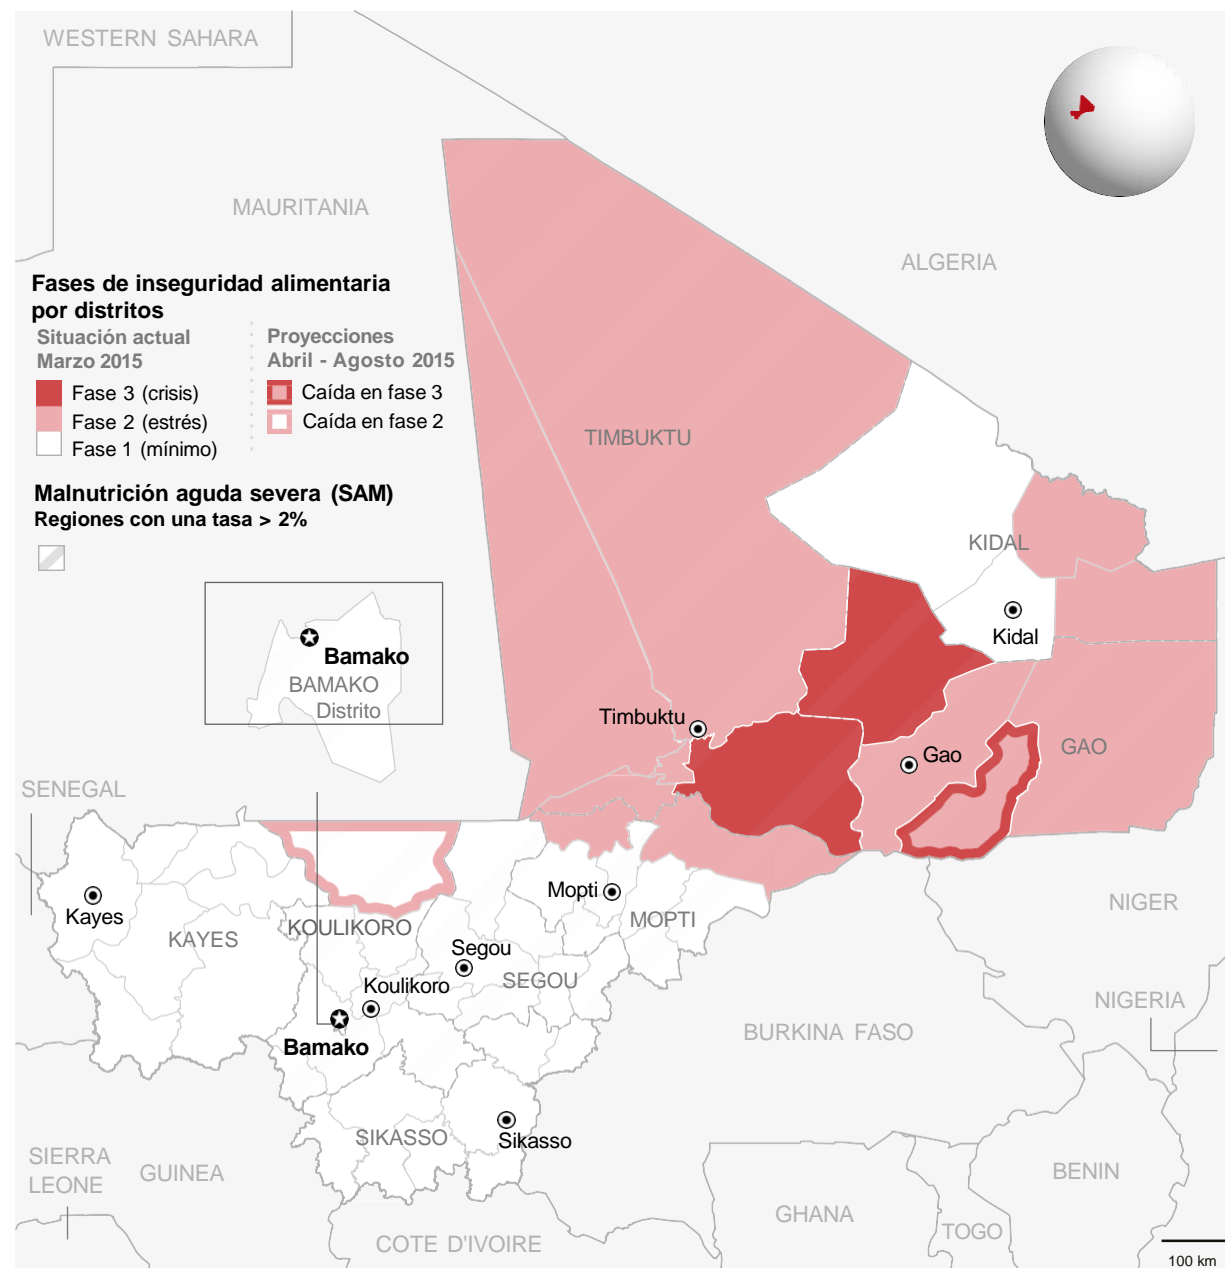 WESTERN SAHARA
MAURITANIA
ALGERIA
Fases de inseguridad alimentaria
por distritos
Situación actual
Marzo 2015
Fase 3 (crisis)
Fase 2 (estrés)
Fase 1 (mínimo)
Proyecciones
Abril - Agosto 2015
Caída en fase 3
Caída en fase 2
Malnutrición aguda severa (SAM)
Regiones con una tasa > 2%
TIMBUKTU
KIDAL
Kidal
Bamako
BAMAKO
Distrito
Timbuktu
Gao
GAO
SENEGAL
Kayes
KAYES
KOULIKORO
Mopti
MOPTI
Segou
SEGOU
Koulikoro
Bamako
NIGER
NIGERIA
BURKINA FASO
Sikasso
SIKASSO
SIERRA
LEONE
GUINEA
COTE D'IVOIRE
GHANA
TOGO
BENIN
100 km